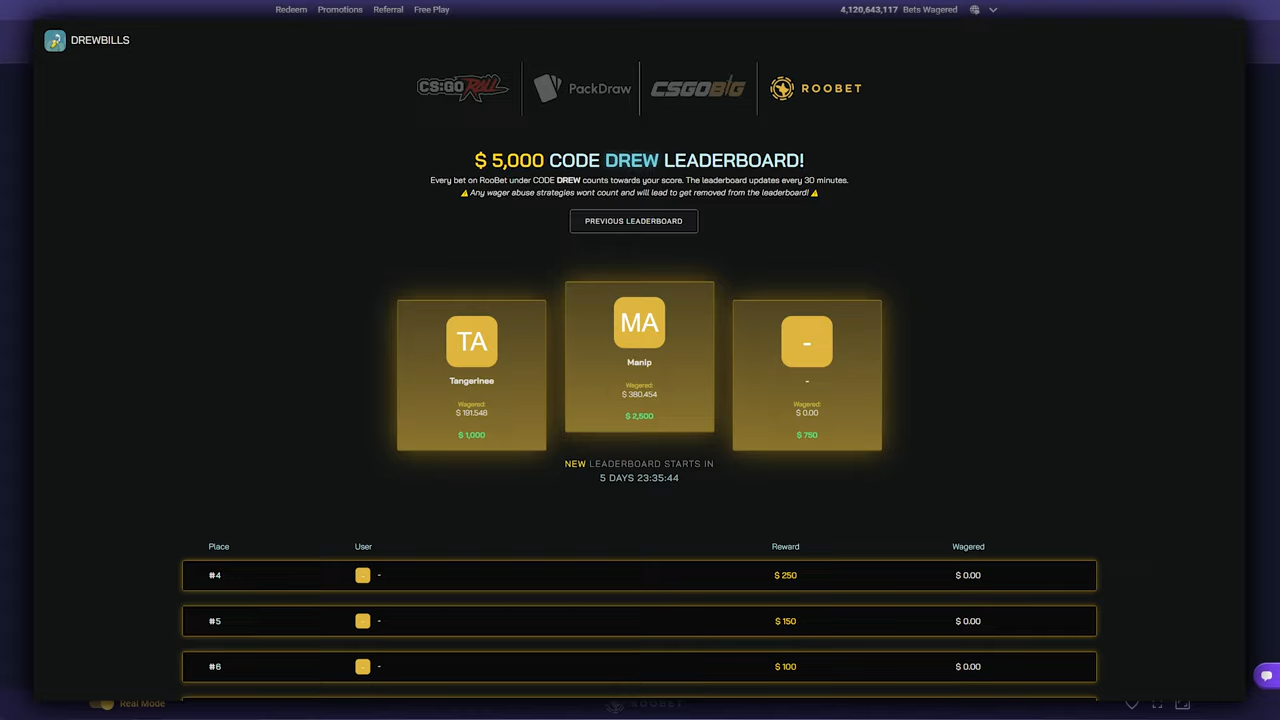 Redeem Promotions Referral Free Play
4,120,643,117 Bets Wagered
DREWBILLS
CS:GO ROLL
PackDraw
CSGOBIG
ROOBET
$ 5,000 CODE DREW LEADERBOARD!
Every bet on RooBet under CODE DREW counts towards your score. The leaderboard updates every 30 minutes.
Any wager abuse strategies wont count and will lead to get removed from the leaderboard!
PREVIOUS LEADERBOARD
TA
Tangerinee
Wagered:
$ 191.548
$ 1,000
MA
Manip
Wagered:
$ 380.454
$ 2,500
-
-
Wagered:
$ 0.00
$ 750
NEW LEADERBOARD STARTS IN
5 DAYS 23:35:44
Place User Reward Wagered
#4 - - $ 250 $ 0.00
#5 - - $ 150 $ 0.00
#6 - - $ 100 $ 0.00
Real Mode
ROOBET